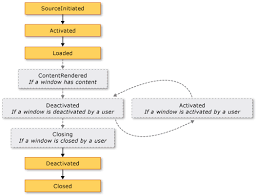 SourceInitiated
Activated
Loaded
ContentRendered
If a window has content
Deactivated
If a window is deactivated by a user
Activated
If a window is activated by a user
Closing
If a window is closed by a user
Deactivated
Closed